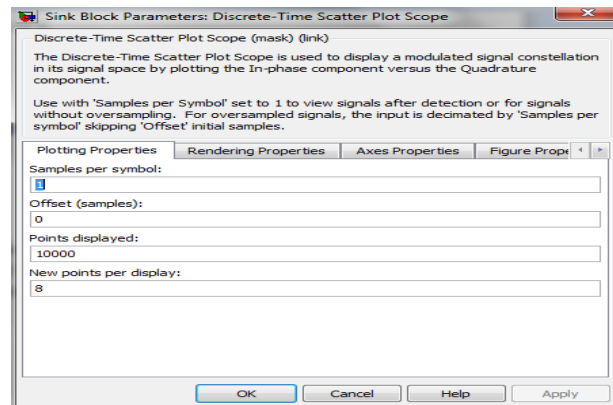 Sink Block Parameters: Discrete-Time Scatter Plot Scope
Discrete-Time Scatter Plot Scope (mask) (link)
The Discrete-Time Scatter Plot Scope is used to display a modulated signal constellation
in its signal space by plotting the In-phase component versus the Quadrature
component.
Use with 'Samples per Symbol' set to 1 to view signals after detection or for signals
without oversampling. For oversampled signals, the input is decimated by 'Samples per
symbol' skipping 'Offset' initial samples.
Plotting Properties Rendering Properties Axes Properties Figure Prope
Samples per symbol:
1
Offset (samples):
0
Points displayed:
10000
New points per display:
8
OK Cancel Help Apply